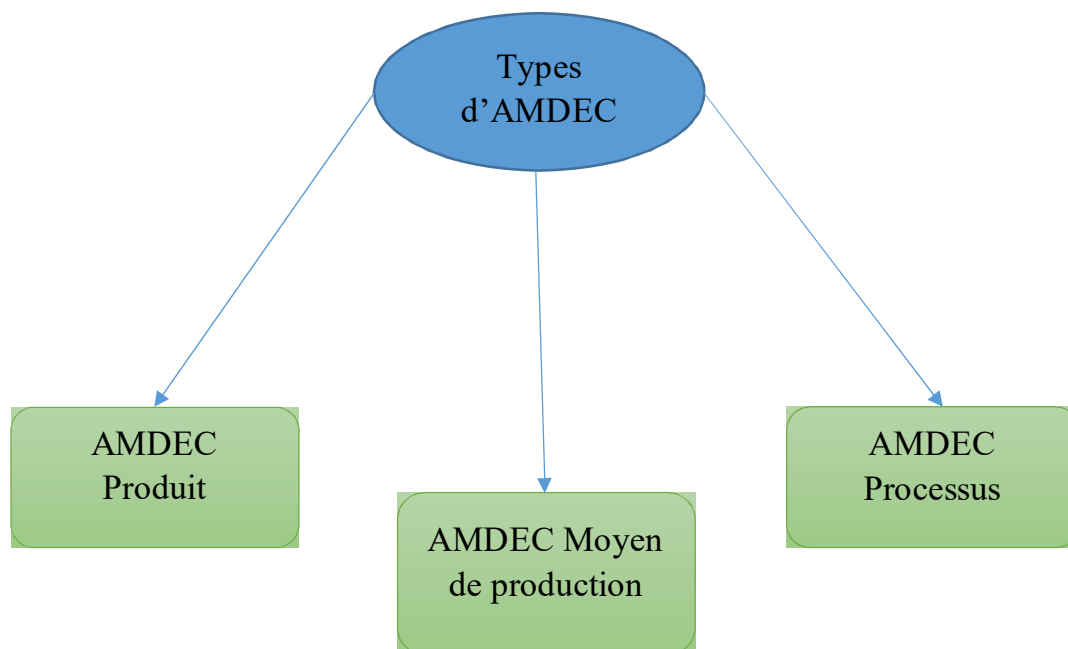 Types
d’AMDEC
AMDEC
Produit
AMDEC Moyen
de production
AMDEC
Processus